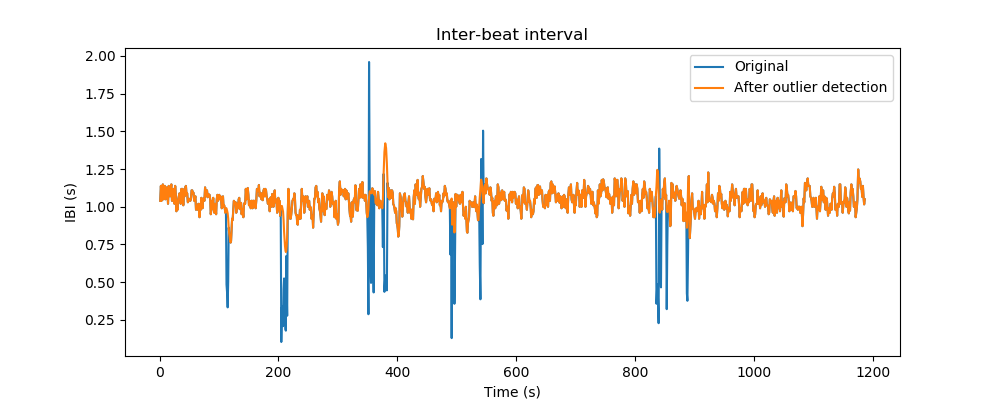 Inter-beat interval
Original
After outlier detection
2.00
1.75
1.50
1.25
1.00
0.75
0.50
0.25
IBI (s)
0 200 400 600 800 1000 1200
Time (s)